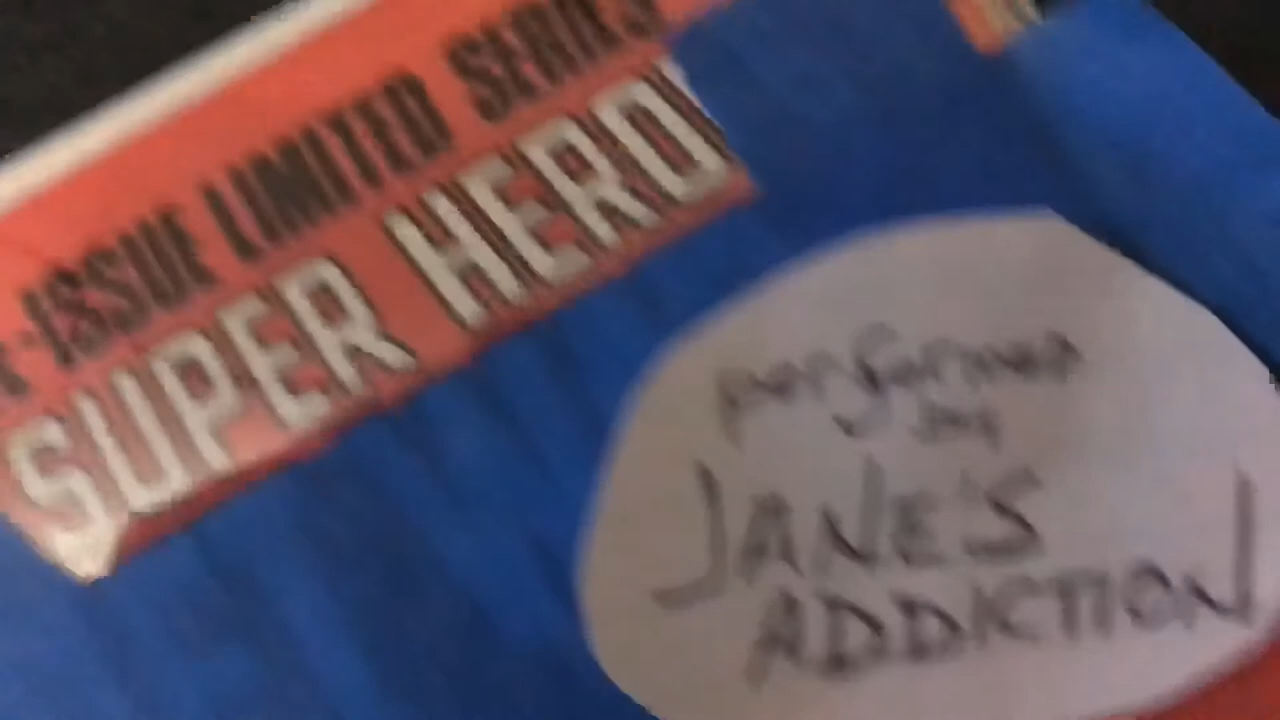 ISSUE LIMITED SERIES
SUPER HERO
performed
by
JANE'S
ADDICTION